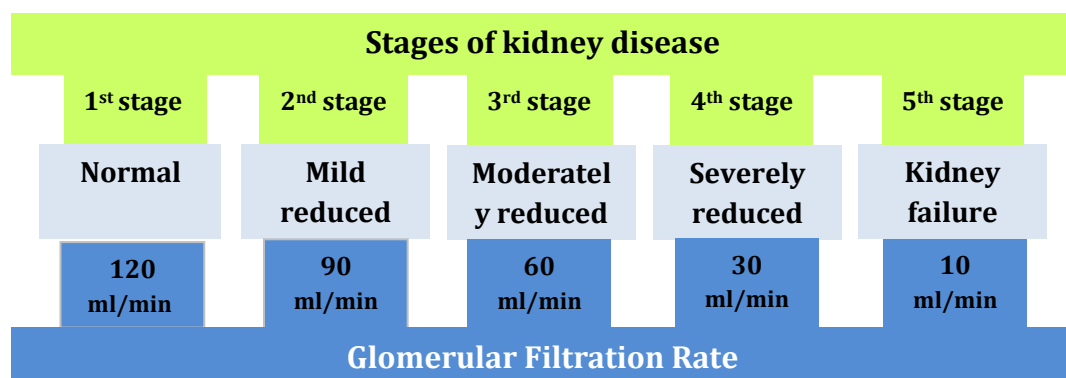 Stages of kidney disease
1st stage
2nd stage
3rd stage
4th stage
5th stage
Normal
Mild
reduced
Moderatel
y reduced
Severely
reduced
Kidney
failure
120
ml/min
90
ml/min
60
ml/min
30
ml/min
10
ml/min
Glomerular Filtration Rate